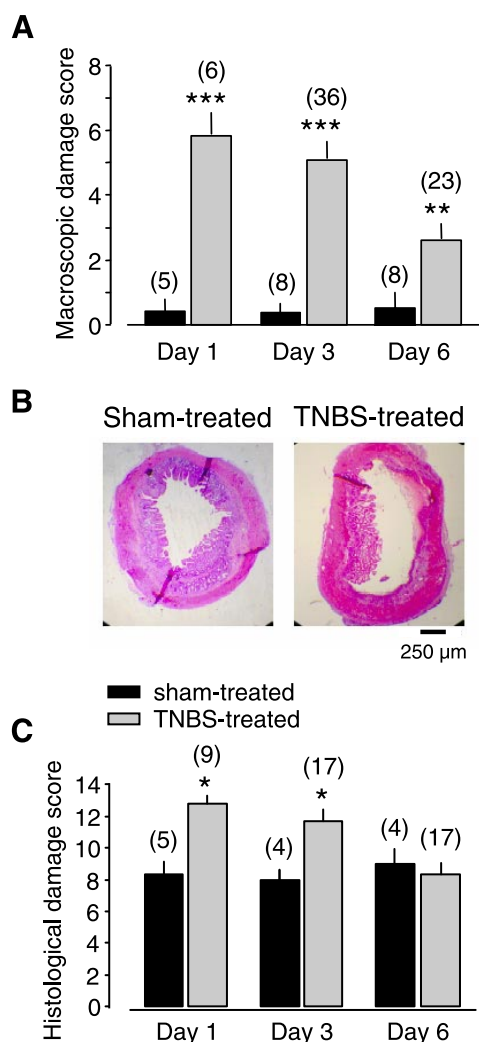 A
Macroscopic damage score
8
6
4
2
0
(6)
***
(36)
***
(23)
**
(5)
(8)
(8)
Day 1 Day 3 Day 6
B
Sham-treated TNBS-treated
250 µm
sham-treated
TNBS-treated
C
Histological damage score
14
12
10
8
6
4
2
0
(9)
*
(17)
*
(5)
(4)
(4) (17)
Day 1 Day 3 Day 6